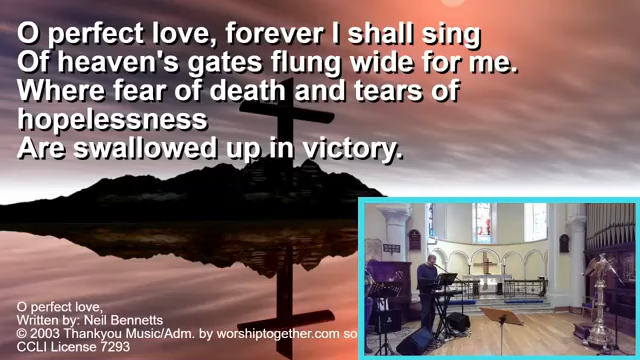 O perfect love, forever I shall sing
Of heaven's gates flung wide for me.
Where fear of death and tears of
hopelessness
Are swallowed up in victory.
O perfect love,
Written by: Neil Bennetts
© 2003 Thankyou Music/Adm. by worshiptogether.com so
CCLI License 7293